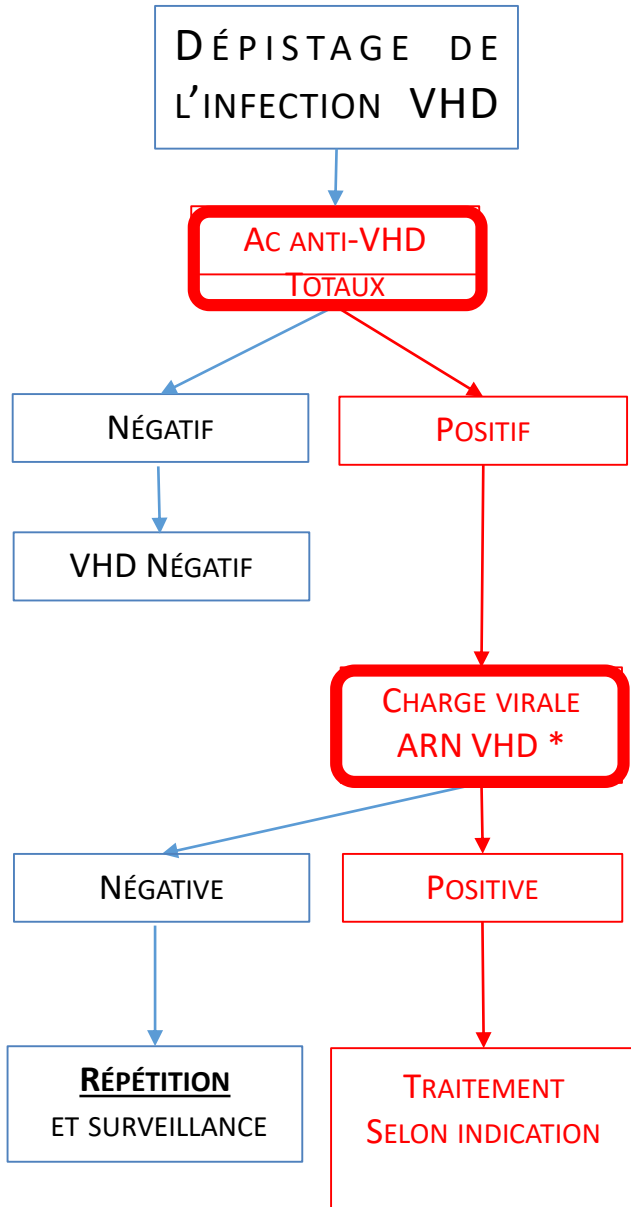 DÉPISTAGE DE
L’INFECTION VHD
AC ANTI-VHD
TOTAUX
NÉGATIF
POSITIF
VHD NÉGATIF
CHARGE VIRALE
ARN VHD *
NÉGATIVE
POSITIVE
RÉPÉTITION
ET SURVEILLANCE
TRAITEMENT
SELON INDICATION